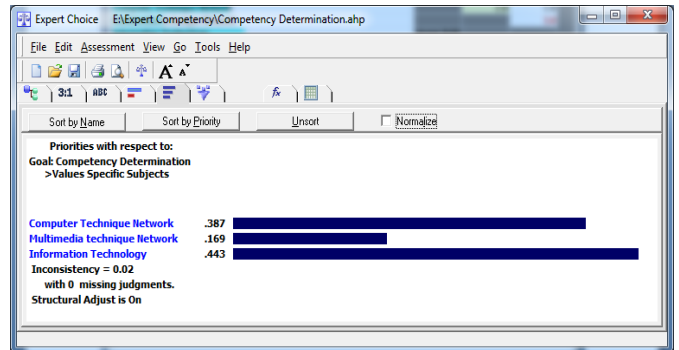 Expert Choice E:\Expert Competency\Competency Determination.ahp
File Edit Assessment View Go Tools Help
3:1 ABC fx
Sort by Name Sort by Priority Unsort Normalize
Priorities with respect to:
Goal: Competency Determination
>Values Specific Subjects
Computer Technique Network .387
Multimedia technique Network .169
Information Technology .443
Inconsistency = 0.02
with 0 missing judgments.
Structural Adjust is On